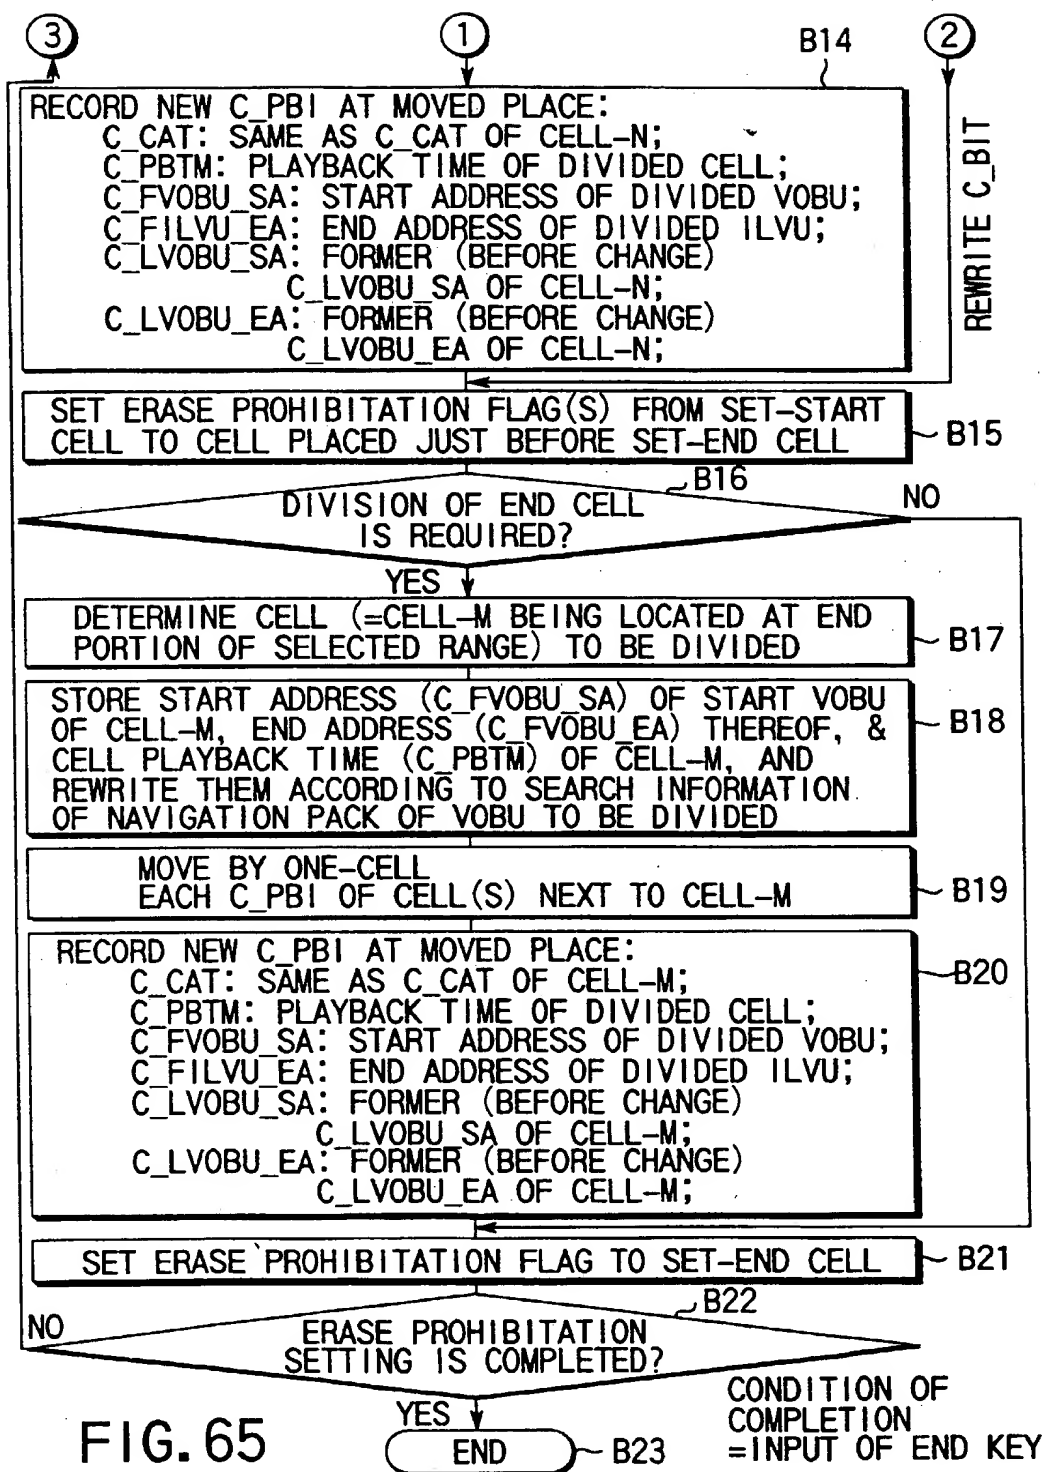 3
1
B14
2
RECORD NEW C_PBI AT MOVED PLACE:
C_CAT: SAME AS C_CAT OF CELL-N;
C_PBTM: PLAYBACK TIME OF DIVIDED CELL;
C_FVOBU_SA: START ADDRESS OF DIVIDED VOBU;
C_FILVU_EA: END ADDRESS OF DIVIDED ILVU;
C_LVOBU_SA: FORMER (BEFORE CHANGE)
C_LVOBU_SA OF CELL-N;
C_LVOBU_EA: FORMER (BEFORE CHANGE)
C_LVOBU_EA OF CELL-N;
REWRITE C_BIT
SET ERASE PROHIBITATION FLAG(S) FROM SET-START
CELL TO CELL PLACED JUST BEFORE SET-END CELL
B15
B16
DIVISION OF END CELL
IS REQUIRED?
NO
YES
DETERMINE CELL (=CELL-M BEING LOCATED AT END
PORTION OF SELECTED RANGE) TO BE DIVIDED
B17
STORE START ADDRESS (C_FVOBU_SA) OF START VOBU
OF CELL-M, END ADDRESS (C_FVOBU_EA) THEREOF, &
CELL PLAYBACK TIME (C_PBTM) OF CELL-M, AND
REWRITE THEM ACCORDING TO SEARCH INFORMATION
OF NAVIGATION PACK OF VOBU TO BE DIVIDED
B18
MOVE BY ONE-CELL
EACH C_PBI OF CELL(S) NEXT TO CELL-M
B19
RECORD NEW C_PBI AT MOVED PLACE:
C_CAT: SAME AS C_CAT OF CELL-M;
C_PBTM: PLAYBACK TIME OF DIVIDED CELL;
C_FVOBU_SA: START ADDRESS OF DIVIDED VOBU;
C_FILVU_EA: END ADDRESS OF DIVIDED ILVU;
C_LVOBU_SA: FORMER (BEFORE CHANGE)
C_LVOBU_SA OF CELL-M;
C_LVOBU_EA: FORMER (BEFORE CHANGE)
C_LVOBU_EA OF CELL-M;
B20
SET ERASE PROHIBITATION FLAG TO SET-END CELL
B21
B22
NO
ERASE PROHIBITATION
SETTING IS COMPLETED?
YES
END
B23
CONDITION OF
COMPLETION
=INPUT OF END KEY
FIG. 65